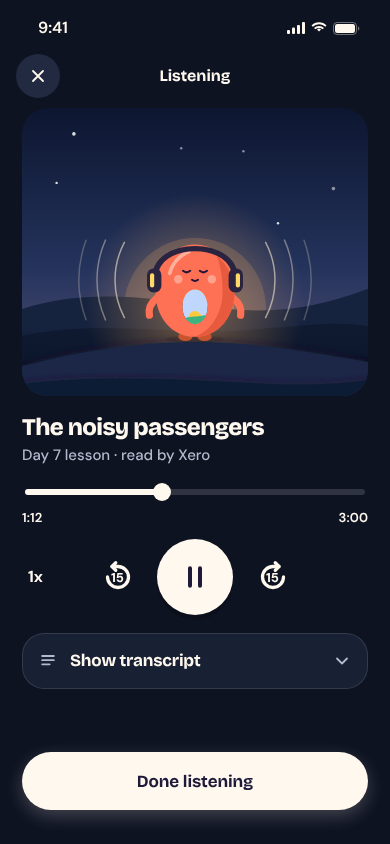 9:41
Listening
The noisy passengers
Day 7 lesson · read by Xero
1:12
3:00
1x
15
15
Show transcript
Done listening